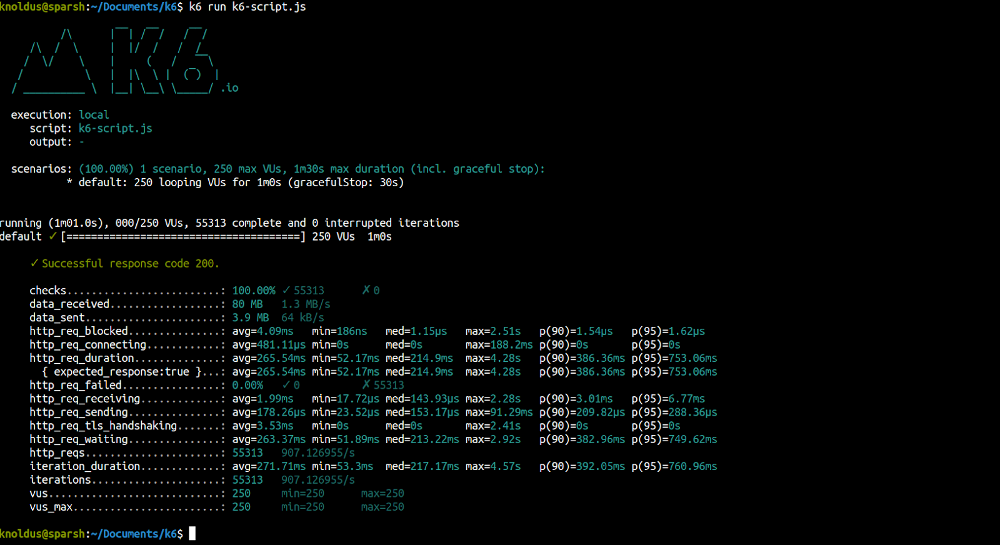 knoldus@sparsh:~/Documents/k6$ k6 run k6-script.js
          /\      |‾‾| /‾‾/   /‾‾/
     /\  /  \     |  |/  /   /  /
    /  \/    \    |     (   /   ‾‾\
   /          \   |  |\  \ |  (‾)  |
  / __________ \  |__| \__\ \_____/ .io
execution: local
script: k6-script.js
output: -
scenarios: (100.00%) 1 scenario, 250 max VUs, 1m30s max duration (incl. graceful stop):
* default: 250 looping VUs for 1m0s (gracefulStop: 30s)
running (1m01.0s), 000/250 VUs, 55313 complete and 0 interrupted iterations
default ✓ [======================================] 250 VUs  1m0s
✓ Successful response code 200.
checks.........................: 100.00% ✓ 55313      ✗ 0
data_received..................: 80 MB   1.3 MB/s
data_sent......................: 3.9 MB  64 kB/s
http_req_blocked...............: avg=4.09ms   min=186ns   med=1.15µs   max=2.51s   p(90)=1.54µs   p(95)=1.62µs
http_req_connecting............: avg=481.11µs min=0s      med=0s       max=188.2ms p(90)=0s       p(95)=0s
http_req_duration..............: avg=265.54ms min=52.17ms med=214.9ms  max=4.28s   p(90)=386.36ms p(95)=753.06ms
{ expected_response:true }...: avg=265.54ms min=52.17ms med=214.9ms  max=4.28s   p(90)=386.36ms p(95)=753.06ms
http_req_failed................: 0.00%   ✓ 0          ✗ 55313
http_req_receiving.............: avg=1.99ms   min=17.72µs med=143.93µs max=2.28s   p(90)=3.01ms   p(95)=6.77ms
http_req_sending...............: avg=178.26µs min=23.52µs med=153.17µs max=91.29ms p(90)=209.82µs p(95)=288.36µs
http_req_tls_handshaking.......: avg=3.53ms   min=0s      med=0s       max=2.41s   p(90)=0s       p(95)=0s
http_req_waiting...............: avg=263.37ms min=51.89ms med=213.22ms max=2.92s   p(90)=382.96ms p(95)=749.62ms
http_reqs......................: 55313   907.126955/s
iteration_duration.............: avg=271.71ms min=53.3ms  med=217.17ms max=4.57s   p(90)=392.05ms p(95)=760.96ms
iterations.....................: 55313   907.126955/s
vus............................: 250     min=250      max=250
vus_max........................: 250     min=250      max=250
knoldus@sparsh:~/Documents/k6$